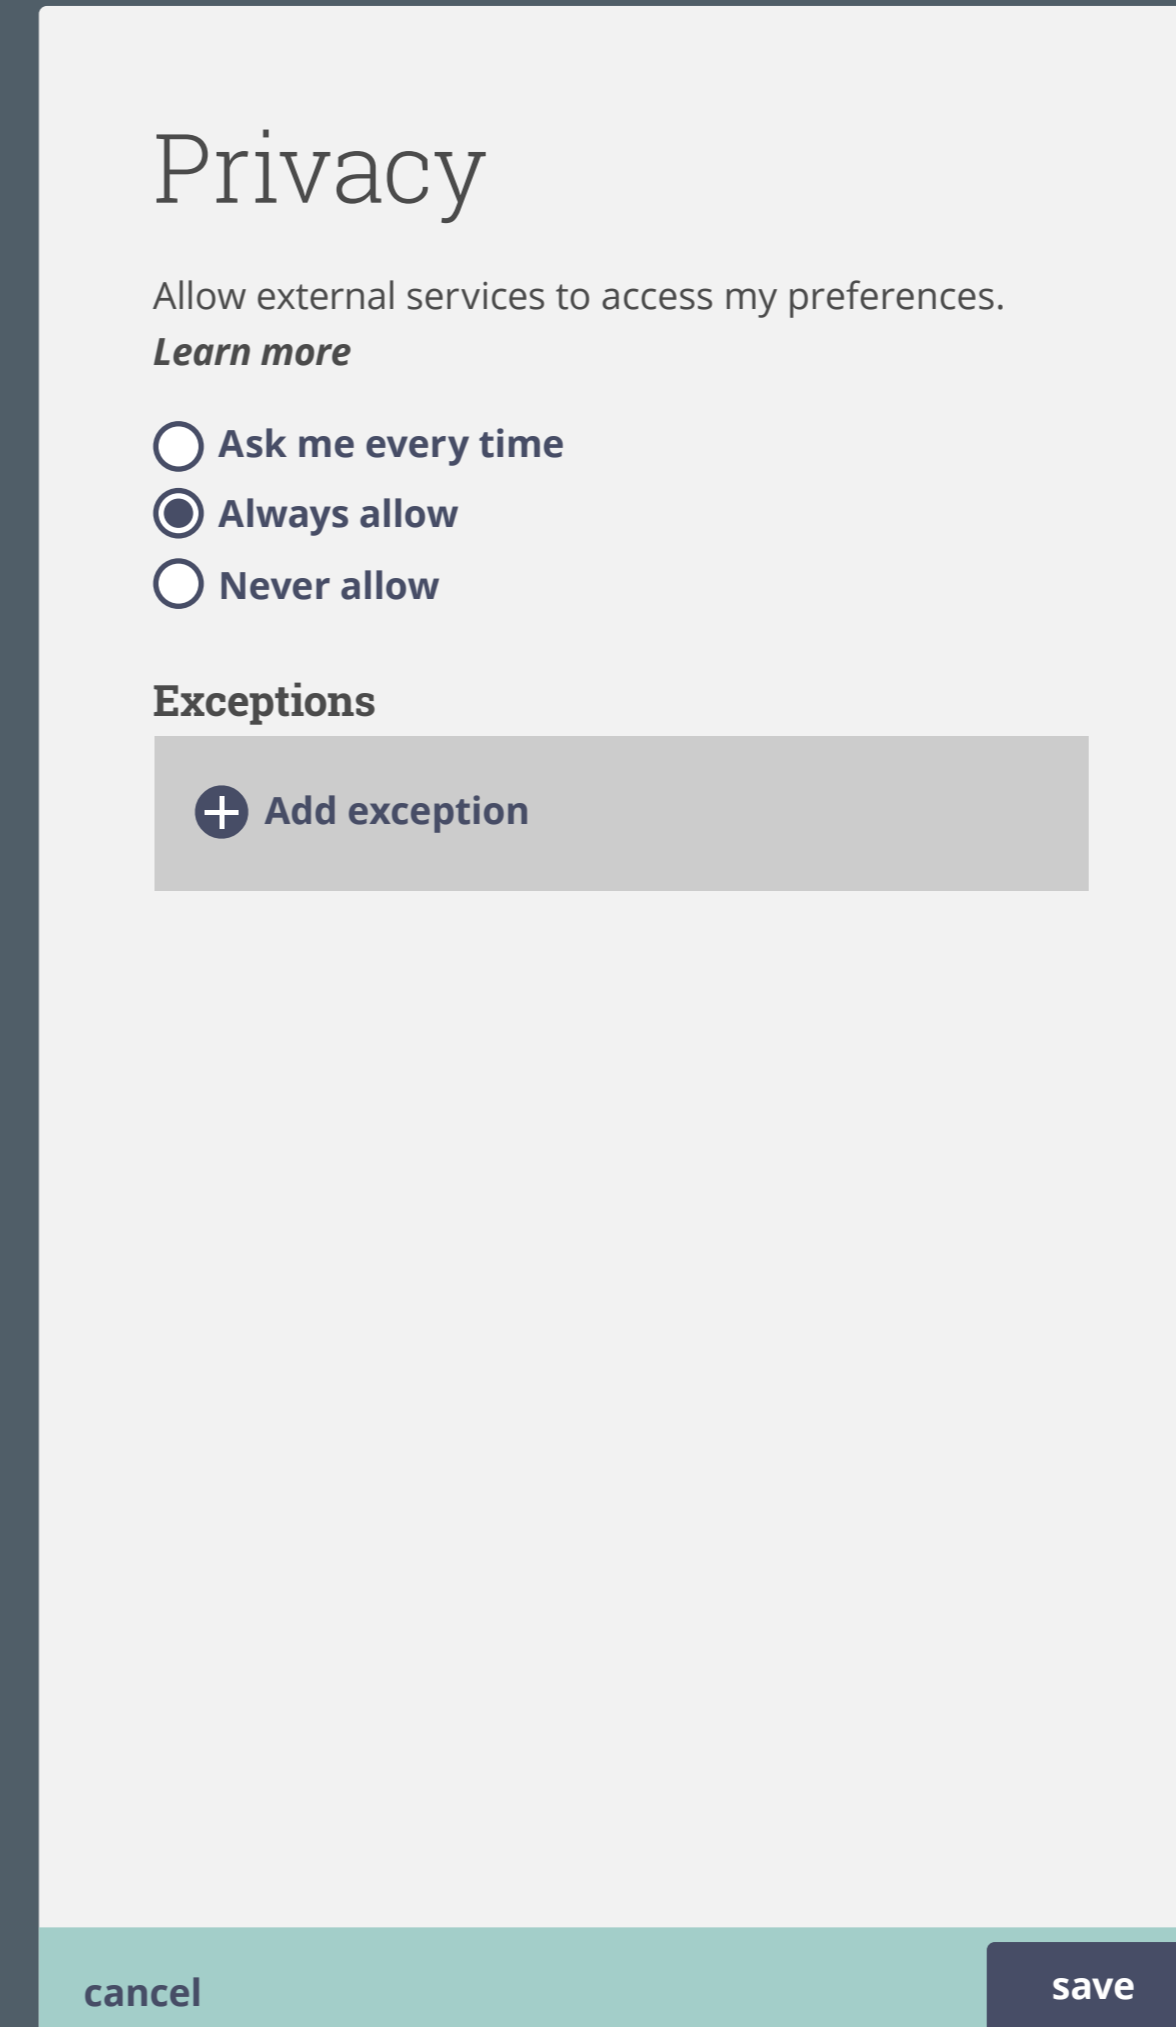 Privacy
Allow external services to access my preferences.
Learn more
Ask me every time
Always allow
Never allow
Exceptions
Add exception
cancel
save